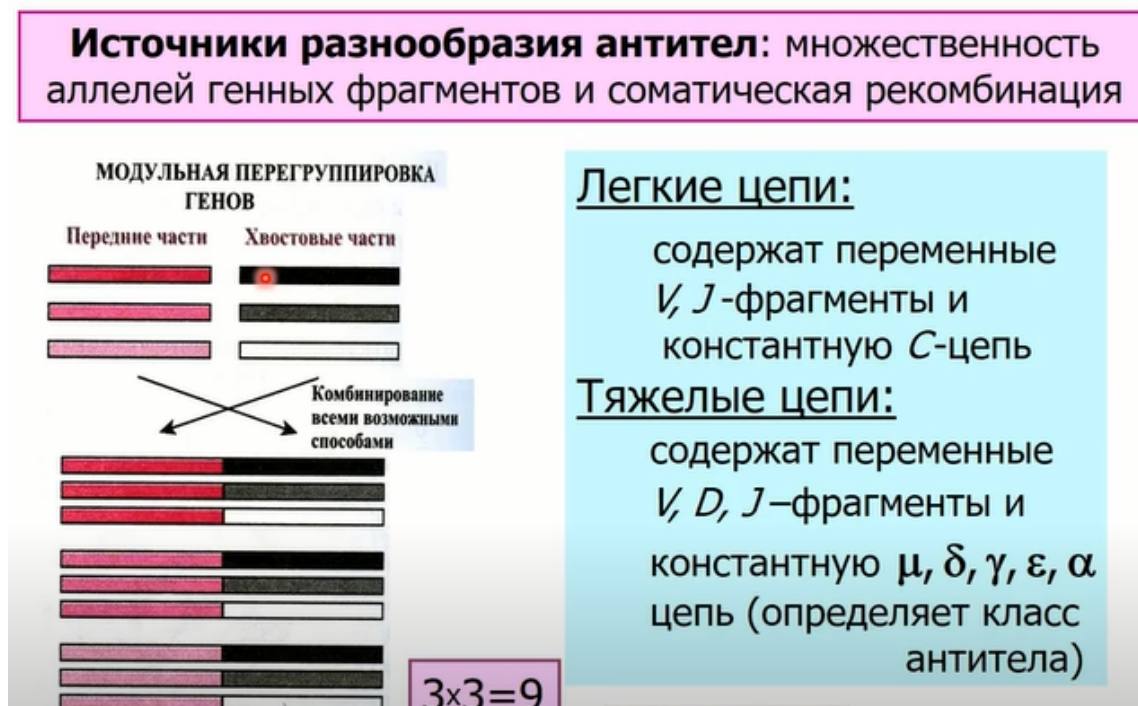 Источники разнообразия антител: множественность
аллелей генных фрагментов и соматическая рекомбинация
МОДУЛЬНАЯ ПЕРЕГРУППИРОВКА
ГЕНОВ
Передние части
Хвостовые части
Комбинирование
всеми возможными
способами
3x3=9
Легкие цепи:
содержат переменные
V, J -фрагменты и
константную C-цепь
Тяжелые цепи:
содержат переменные
V, D, J –фрагменты и
константную μ, δ, γ, ε, α
цепь (определяет класс
антитела)